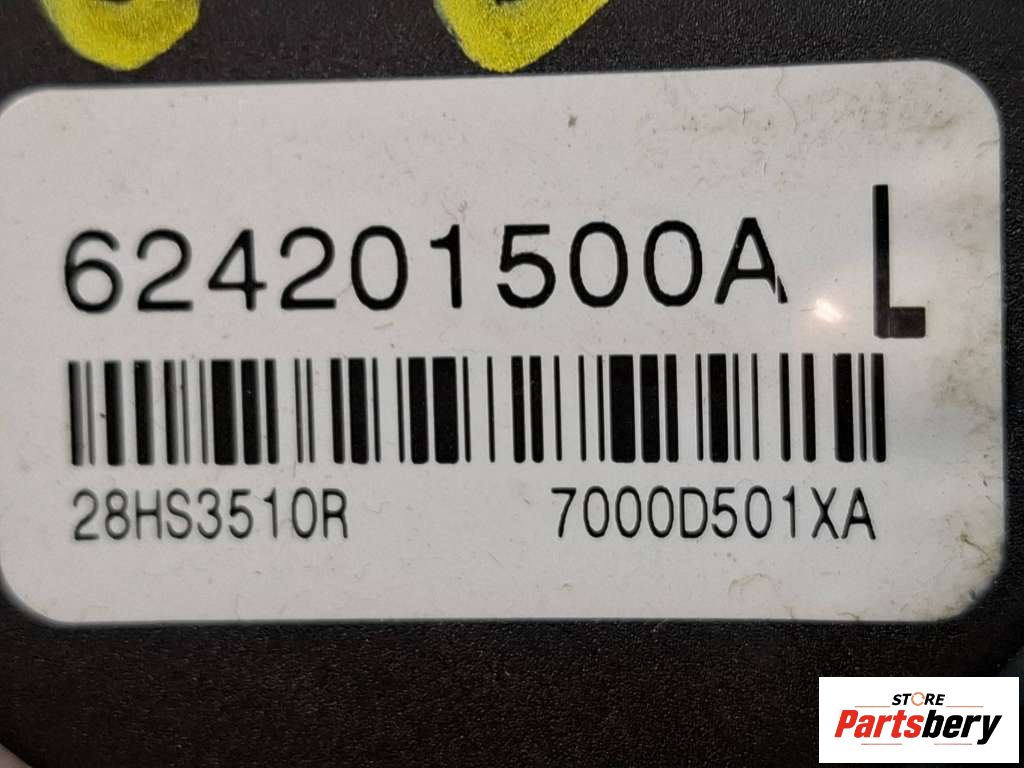 624201500A L
28HS3510R 7000D501XA
STORE
Partsbery